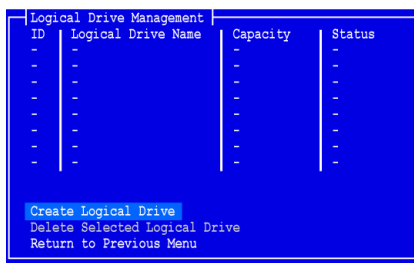 Logical Drive Management
ID Logical Drive Name Capacity Status
- - - -
- - - -
- - - -
- - - -
- - - -
- - - -
- - - -
- - - -
Create Logical Drive
Delete Selected Logical Drive
Return to Previous Menu